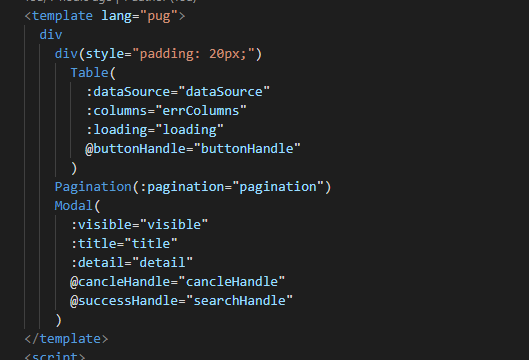 <template lang="pug">
div
div(style="padding: 20px;")
Table(
:dataSource="dataSource"
:columns="errColumns"
:loading="loading"
@buttonHandle="buttonHandle"
)
Pagination(:pagination="pagination")
Modal(
:visible="visible"
:title="title"
:detail="detail"
@cancleHandle="cancleHandle"
@successHandle="searchHandle"
)
</template>
<script>